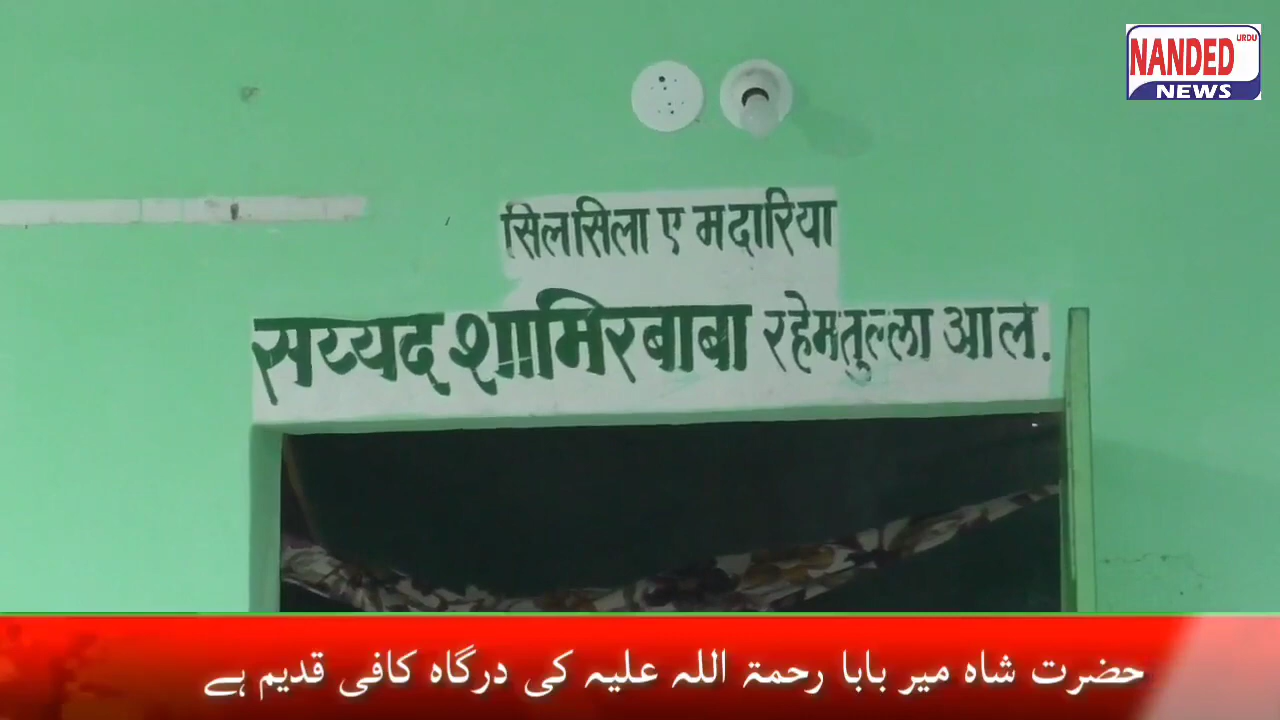 NANDED URDU
NEWS
सिलसिला ए मदारिया
सय्यद शामिरबाबा रहेमतुल्ला आलै.
حضرت شاہ میر بابا رحمۃ اللہ علیہ کی درگاہ کافی قدیم ہے